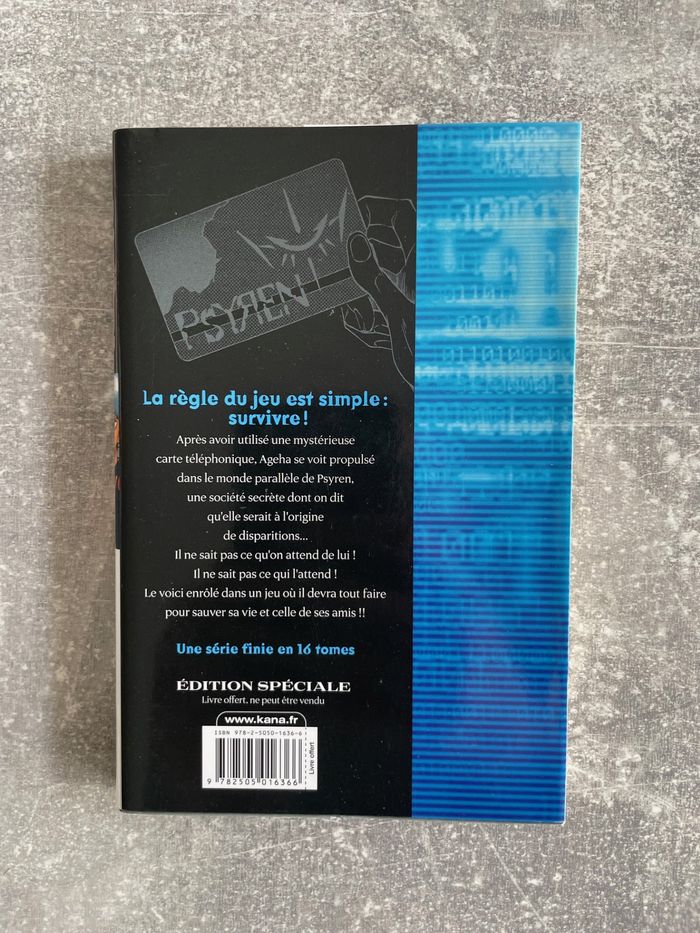 PSYREN
La règle du jeu est simple :
survivre !
Après avoir utilisé une mystérieuse
carte téléphonique, Ageha se voit propulsé
dans le monde parallèle de Psyren,
une société secrète dont on dit
qu'elle serait à l'origine
de disparitions...
Il ne sait pas ce qu'on attend de lui !
Il ne sait pas ce qui l'attend !
Le voici enrôlé dans un jeu où il devra tout faire
pour sauver sa vie et celle de ses amis !!
Une série finie en 16 tomes
ÉDITION SPÉCIALE
Livre offert, ne peut être vendu
www.kana.fr
ISBN 978-2-5050-1636-6
9 782505 016366
Livre offert